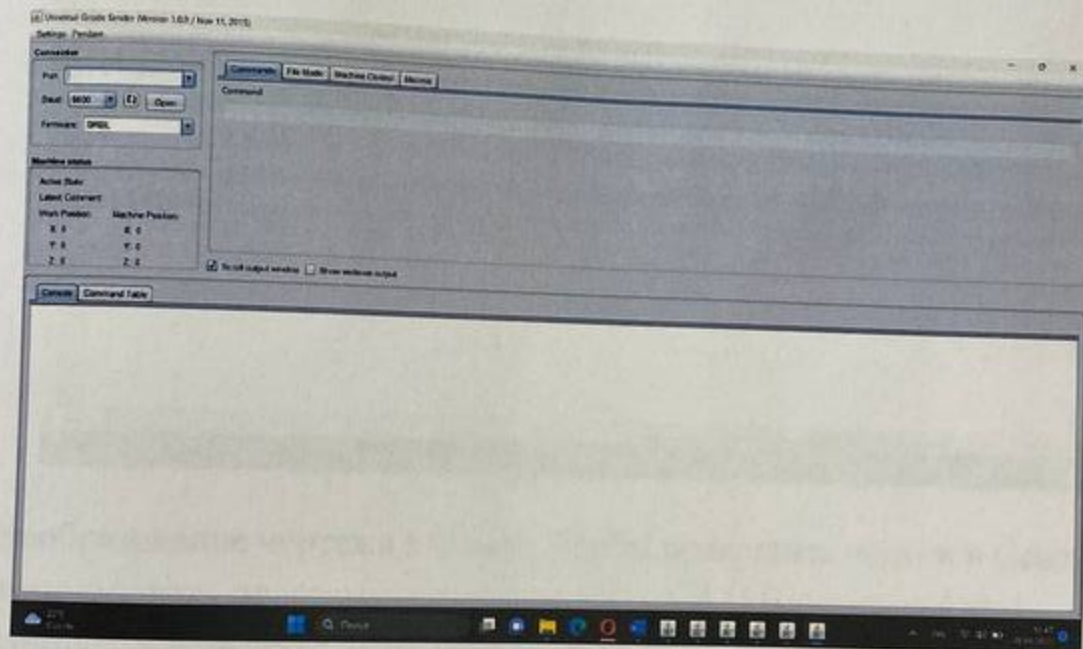 Universal Gcode Sender (Version 1.0.9 / Nov 11, 2015)
Settings Pendant
Connection
Port:
Baud: 9600 Open
Firmware: GRBL
Commands File Mode Machine Control Macros
Command
Machine status
Active State:
Latest Comment:
Work Position: Machine Position:
X: 0 X: 0
Y: 0 Y: 0
Z: 0 Z: 0
Scroll output window Show verbose output
Console Command Table
Поиск